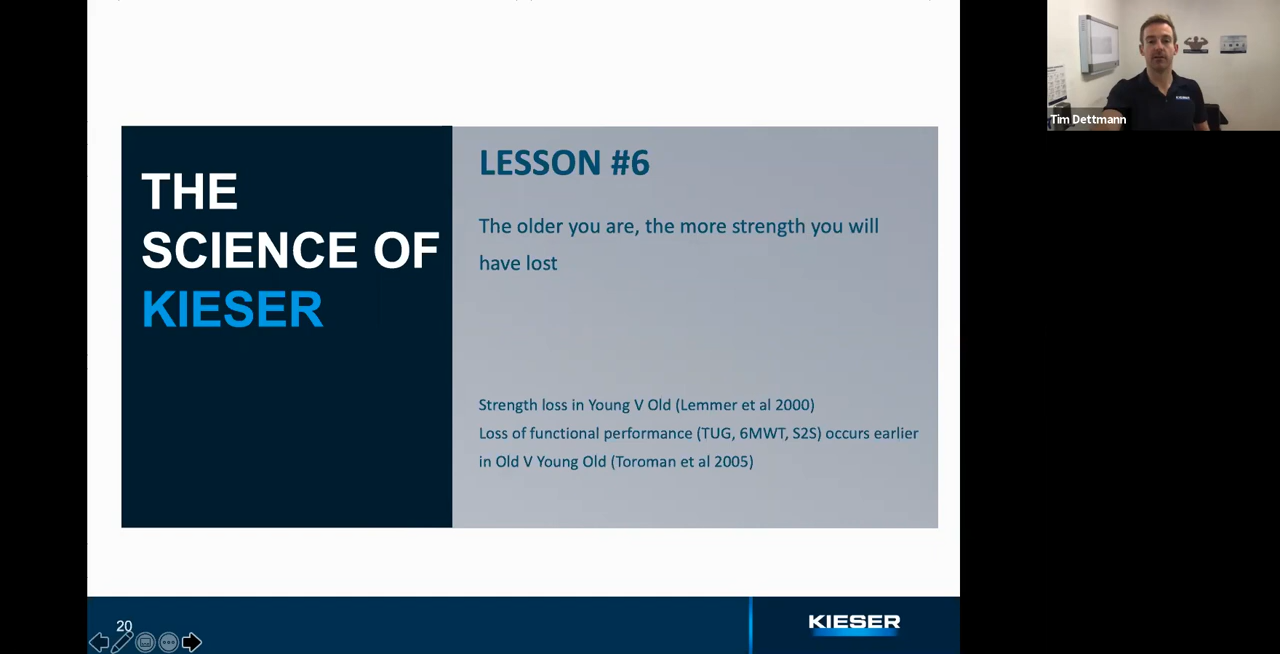 THE
SCIENCE OF
KIESER
LESSON #6
The older you are, the more strength you will
have lost
Strength loss in Young V Old (Lemmer et al 2000)
Loss of functional performance (TUG, 6MWT, S2S) occurs earlier
in Old V Young Old (Toroman et al 2005)
20
KIESER
Tim Dettmann